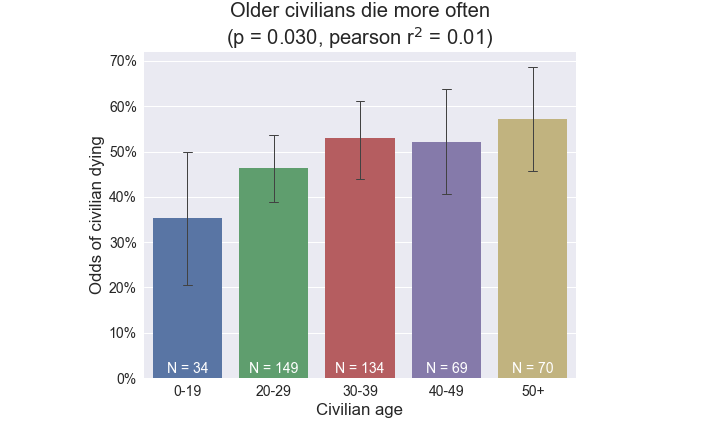 Older civilians die more often
(p = 0.030, pearson r² = 0.01)
Odds of civilian dying
70%
60%
50%
40%
30%
20%
10%
0%
N = 34
N = 149
N = 134
N = 69
N = 70
0-19
20-29
30-39
40-49
50+
Civilian age